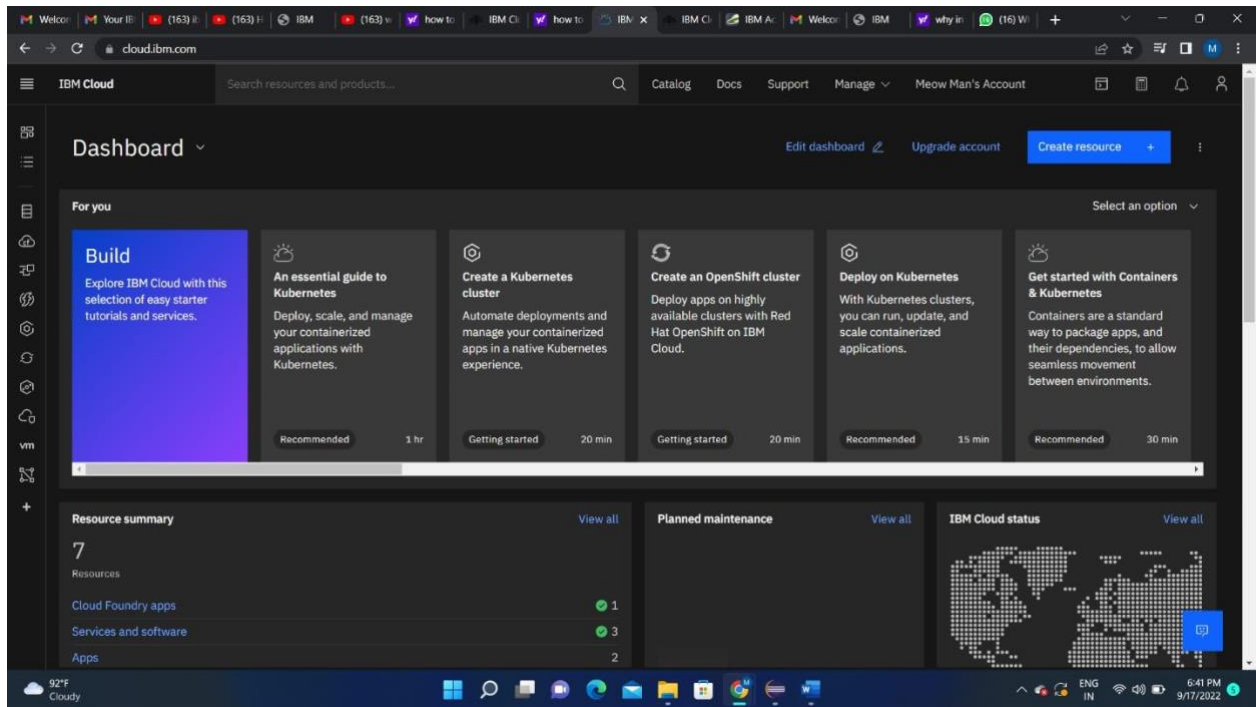 Welcon
Your IBI
(163) it
(163) H
IBM
(163) w
how to
IBM Cl
how to
IBM
IBM Cl
IBM Ac
Welcor
IBM
why in
(16) W
cloud.ibm.com
M
IBM Cloud
Search resources and products...
Catalog
Docs
Support
Manage
Meow Man's Account
Dashboard
Edit dashboard
Upgrade account
Create resource +
For you
Select an option
Build
Explore IBM Cloud with this
selection of easy starter
tutorials and services.
An essential guide to
Kubernetes
Deploy, scale, and manage
your containerized
applications with
Kubernetes.
Recommended 1 hr
Create a Kubernetes
cluster
Automate deployments and
manage your containerized
apps in a native Kubernetes
experience.
Getting started 20 min
Create an OpenShift cluster
Deploy apps on highly
available clusters with Red
Hat OpenShift on IBM
Cloud.
Getting started 20 min
Deploy on Kubernetes
With Kubernetes clusters,
you can run, update, and
scale containerized
applications.
Recommended 15 min
Get started with Containers
& Kubernetes
Containers are a standard
way to package apps, and
their dependencies, to allow
seamless movement
between environments.
Recommended 30 min
vm
Resource summary
View all
7
Resources
Cloud Foundry apps 1
Services and software 3
Apps 2
Planned maintenance
View all
IBM Cloud status
View all
92°F
Cloudy
ENG
IN
6:41 PM
9/17/2022
5